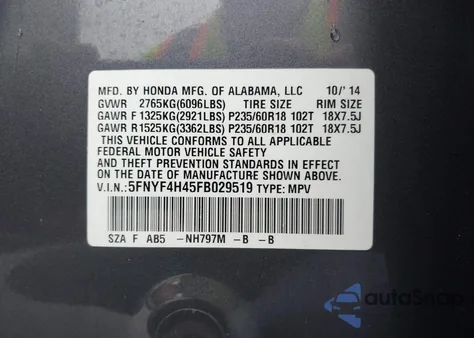 MFD. BY HONDA MFG. OF ALABAMA, LLC 10/'14
GVWR 2765KG(6096LBS) TIRE SIZE RIM SIZE
GAWR F 1325KG(2921LBS) P235/60R18 102T 18X7.5J
GAWR R 1525KG(3362LBS) P235/60R18 102T 18X7.5J
THIS VEHICLE CONFORMS TO ALL APPLICABLE
FEDERAL MOTOR VEHICLE SAFETY AND
THEFT PREVENTION STANDARDS IN EFFECT
ON THE DATE OF MANUFACTURE SHOWN ABOVE.
V.I.N.: 5FNYF4H45FB029519 TYPE: MPV
SZA F AB5 -NH797M -B -B
autoSnap